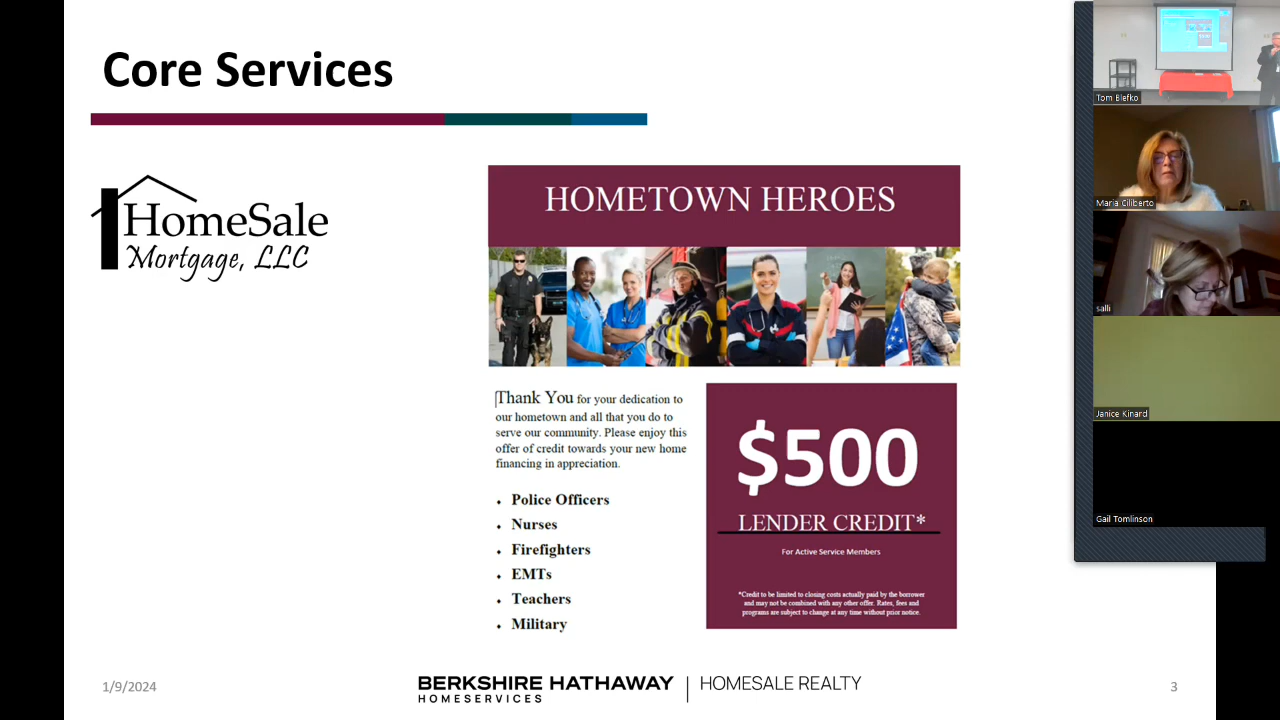 Core Services
HomeSale
Mortgage, LLC
HOMETOWN HEROES
Thank You for your dedication to
our hometown and all that you do to
serve our community. Please enjoy this
offer of credit towards your new home
financing in appreciation.
• Police Officers
• Nurses
• Firefighters
• EMTs
• Teachers
• Military
$500
LENDER CREDIT*
For Active Service Members
*Credit to be limited to closing costs actually paid by the borrower
and may not be combined with any other offer. Rates, fees and
programs are subject to change at any time without prior notice.
1/9/2024
BERKSHIRE HATHAWAY
HOMESERVICES
HOMESALE REALTY
3
Tom Blefko
Maria Ciliberto
salli
Janice Kinard
Gail Tomlinson